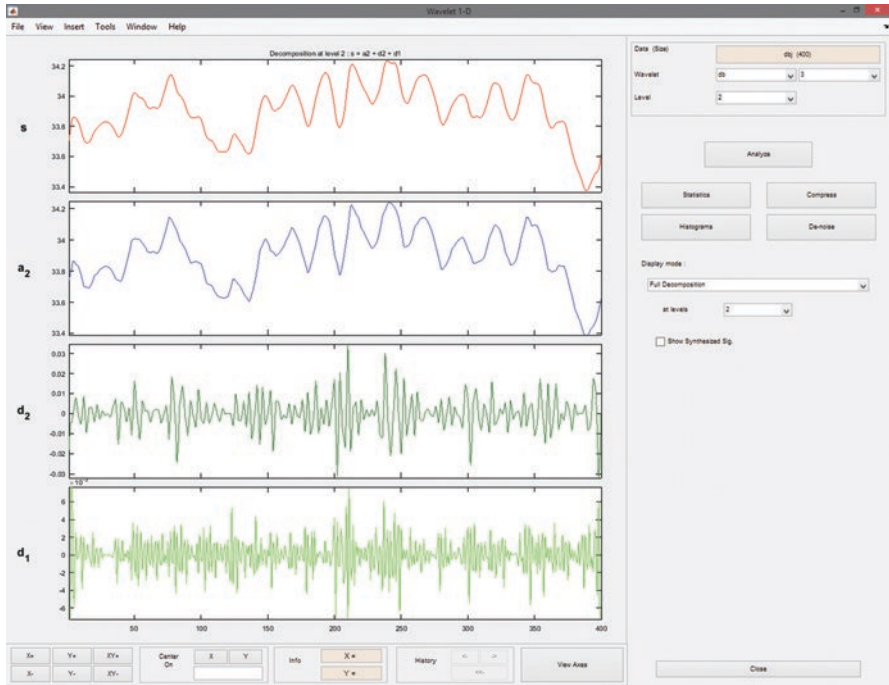 Wavelet 1-D
File View Insert Tools Window Help
Decomposition at level 2 : s = a2 + d2 + d1
s
34.2
34
33.8
33.6
33.4
a2
34.2
34
33.8
33.6
33.4
d2
0.03
0.02
0.01
0
-0.01
-0.02
-0.03
d1
6
4
2
0
-2
-4
-6
50 100 150 200 250 300 350 400
Data (Size)
dbj (400)
Wavelet
db
3
Level
2
Analyze
Statistics Compress
Histograms De-noise
Display mode :
Full Decomposition
at levels
2
Show Synthesized Sig.
X+ Y+ XY+
X- Y- XY-
Center On
X Y
Info
X =
Y =
History
<- ->
<<-
View Axes
Close